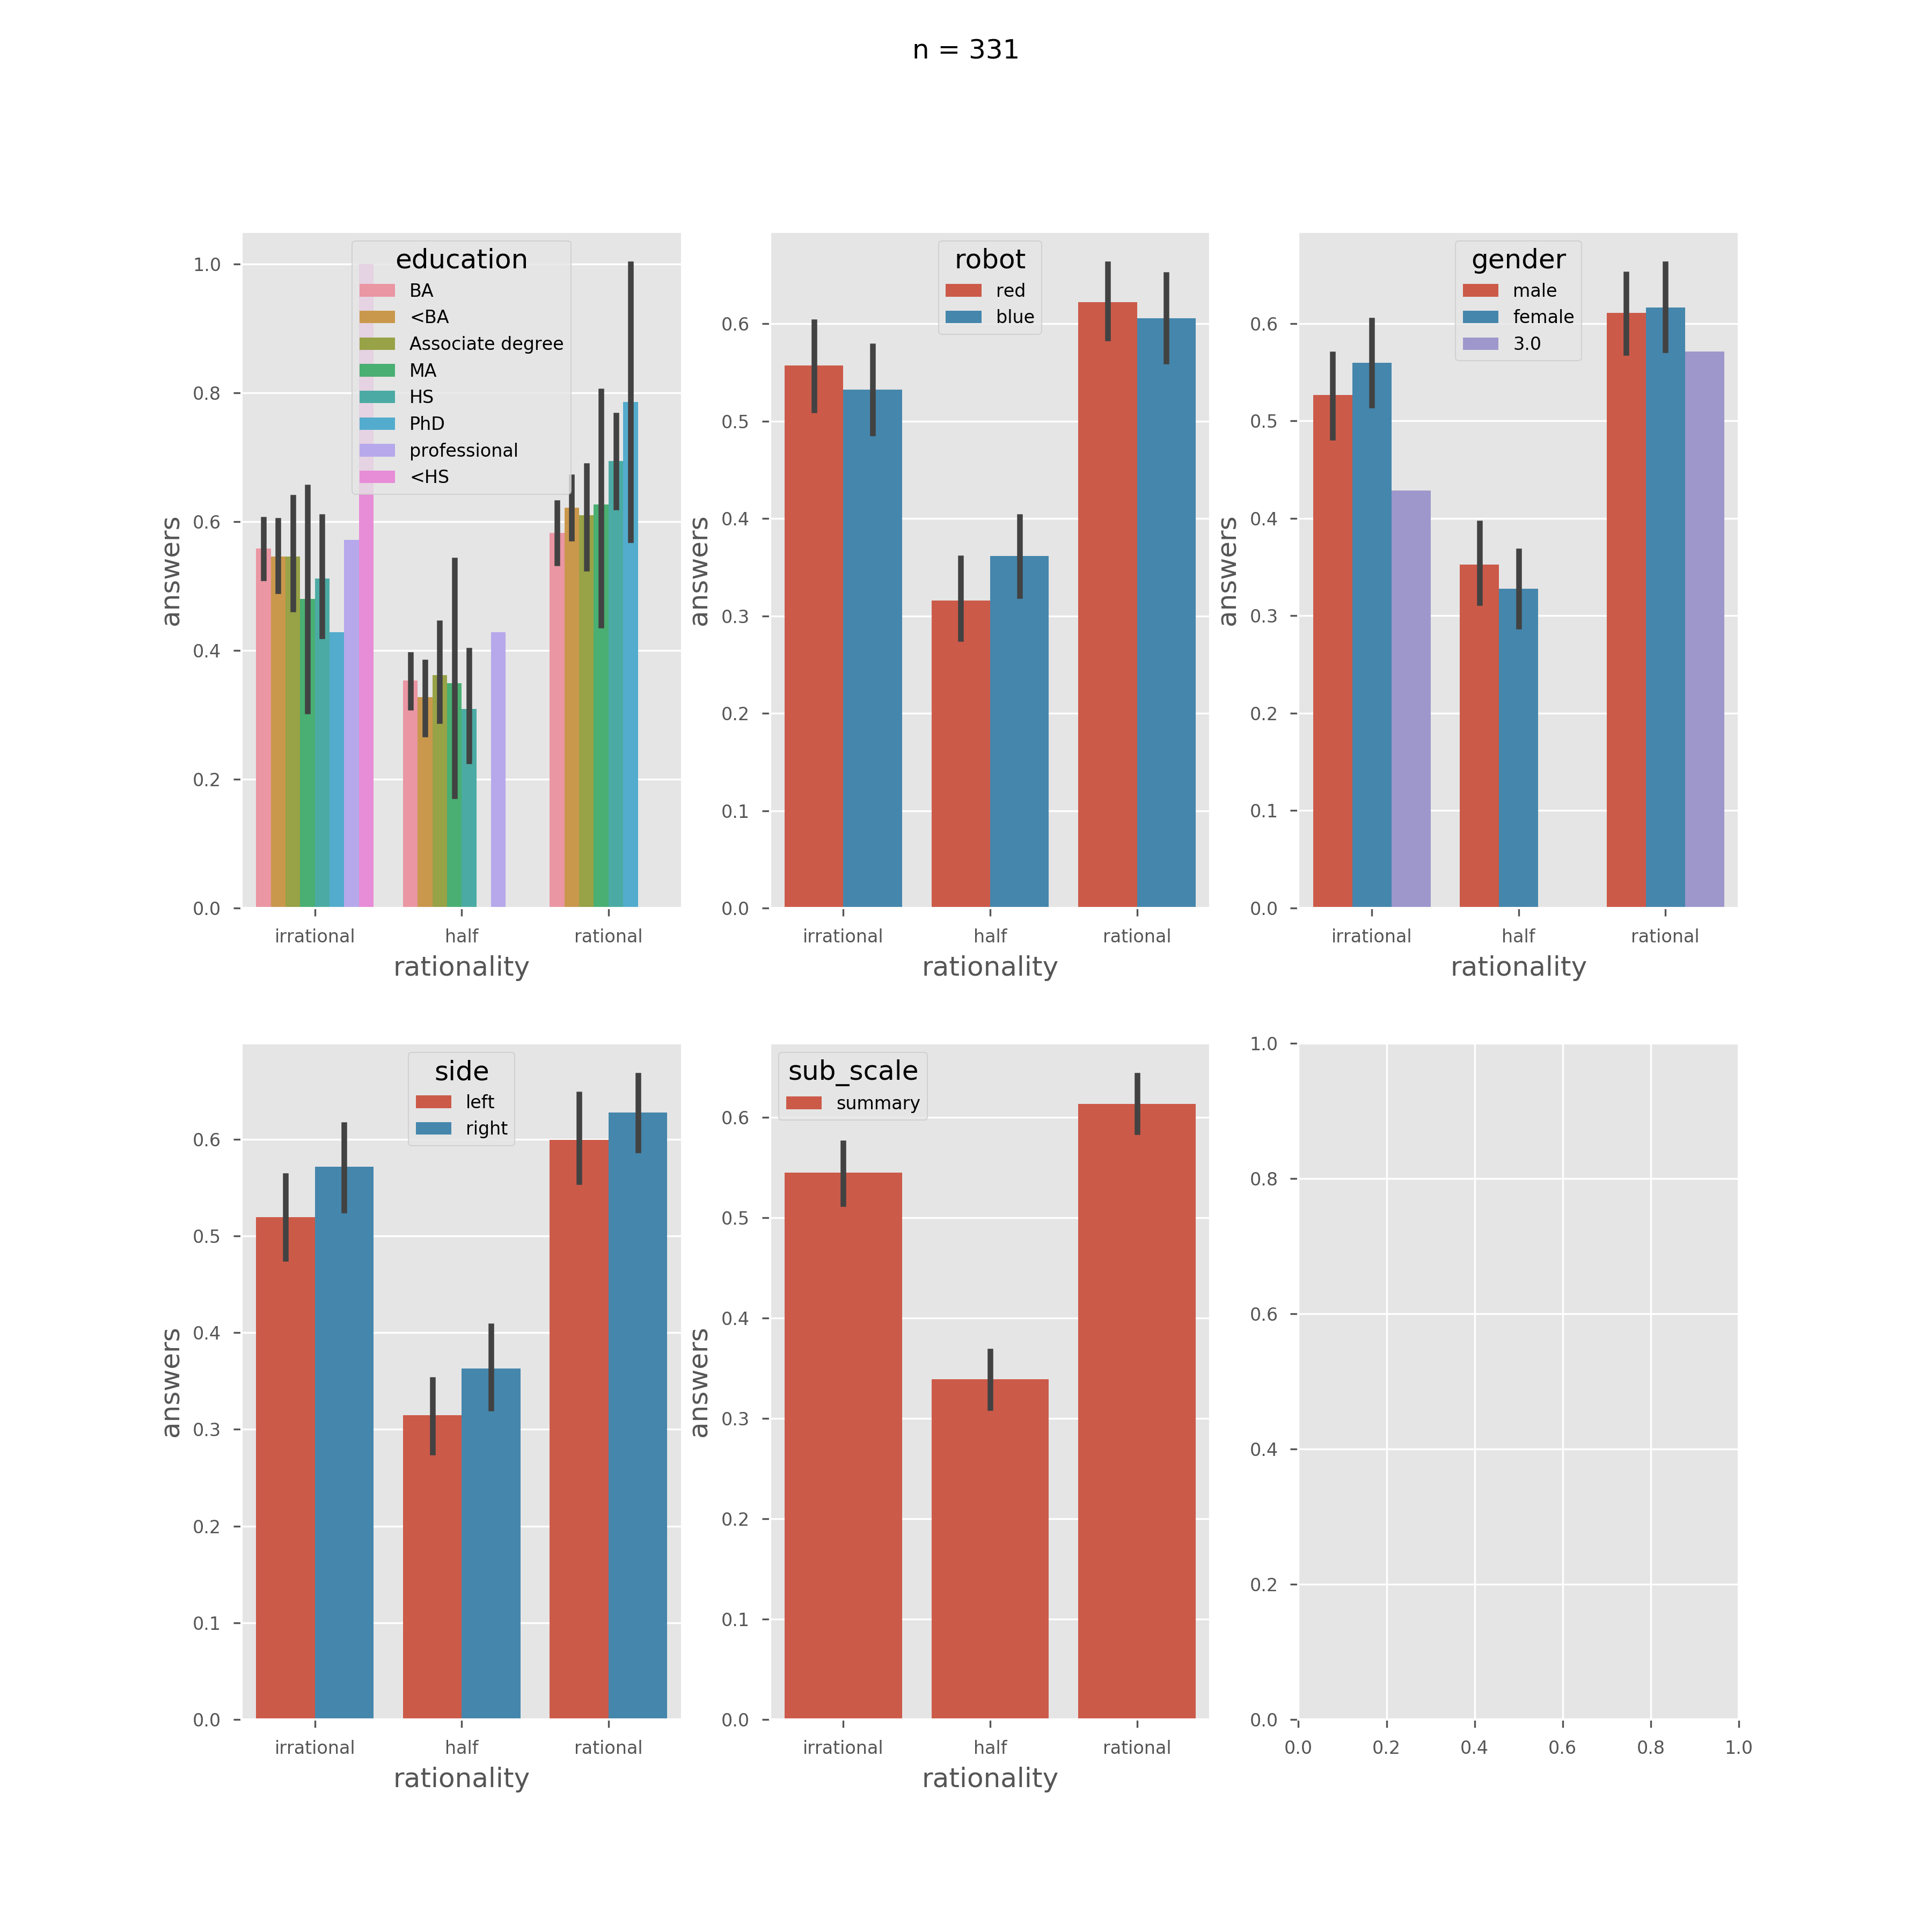 n = 331
education
BA
<BA
Associate degree
MA
HS
PhD
professional
<HS
1.0
0.8
0.6
0.4
0.2
0.0
answers
irrational half rational
rationality
robot
red
blue
0.6
0.5
0.4
0.3
0.2
0.1
0.0
answers
irrational half rational
rationality
gender
male
female
3.0
0.6
0.5
0.4
0.3
0.2
0.1
0.0
answers
irrational half rational
rationality
side
left
right
0.6
0.5
0.4
0.3
0.2
0.1
0.0
answers
irrational half rational
rationality
sub_scale
summary
0.6
0.5
0.4
0.3
0.2
0.1
0.0
answers
irrational half rational
rationality
1.0
0.8
0.6
0.4
0.2
0.0
0.0 0.2 0.4 0.6 0.8 1.0